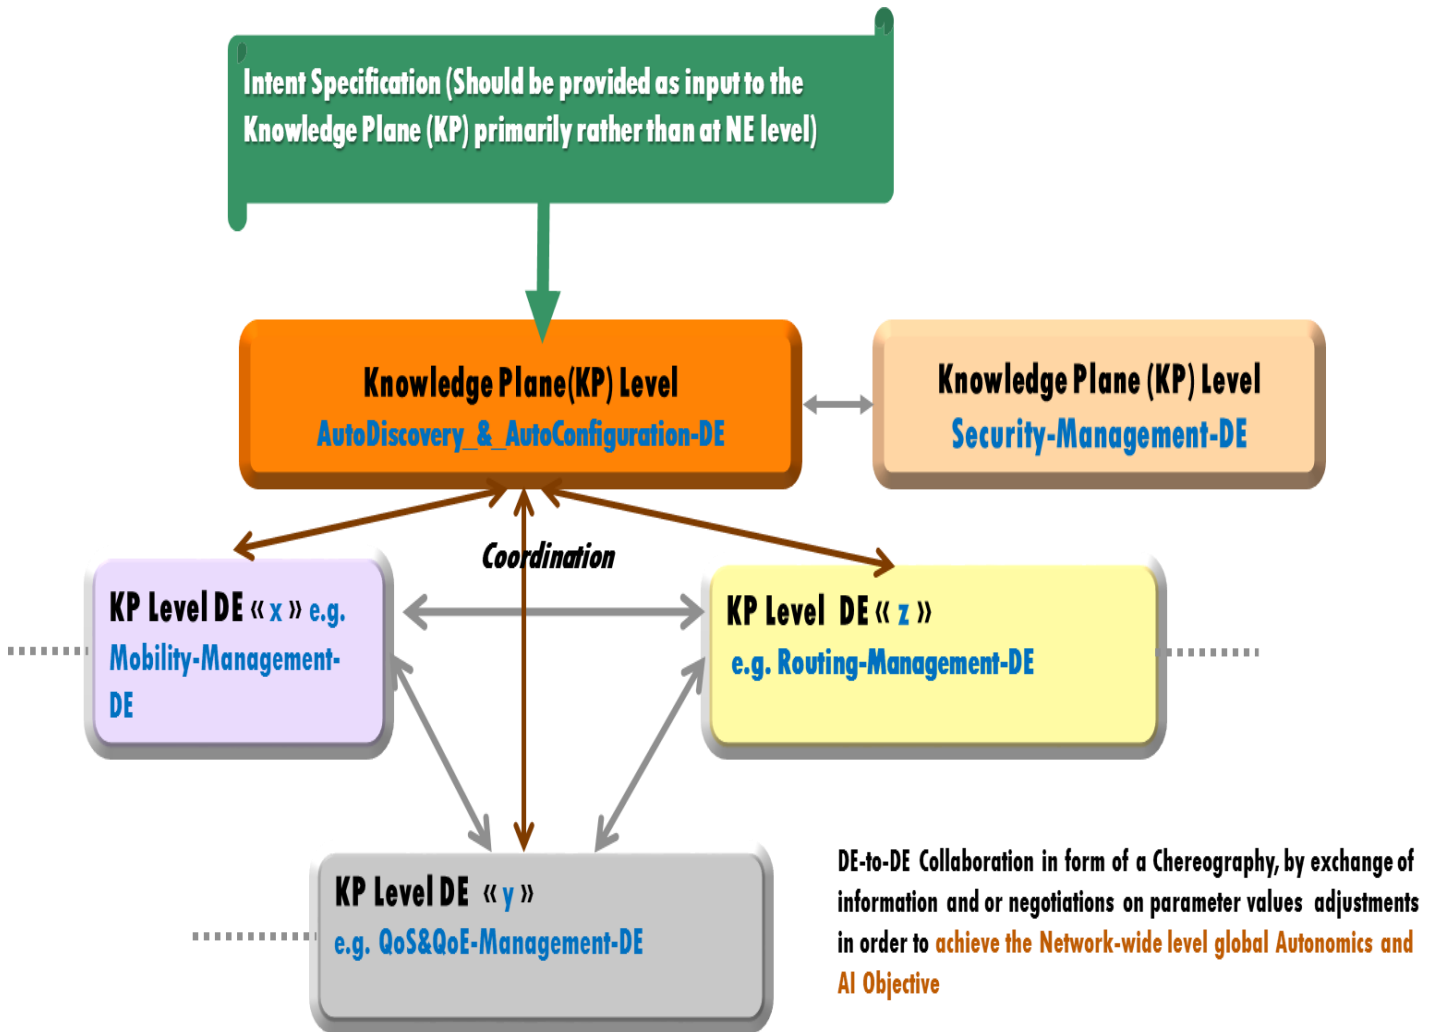 Intent Specification (Should be provided as input to the
Knowledge Plane (KP) primarily rather than at NE level)
Knowledge Plane(KP) Level
AutoDiscovery_&_AutoConfiguration-DE
Knowledge Plane (KP) Level
Security-Management-DE
Coordination
KP Level DE « x » e.g.
Mobility-Management-
DE
KP Level DE « z »
e.g. Routing-Management-DE
KP Level DE « y »
e.g. QoS&QoE-Management-DE
DE-to-DE Collaboration in form of a Chereography, by exchange of
information and or negotiations on parameter values adjustments
in order to achieve the Network-wide level global Autonomics and
AI Objective